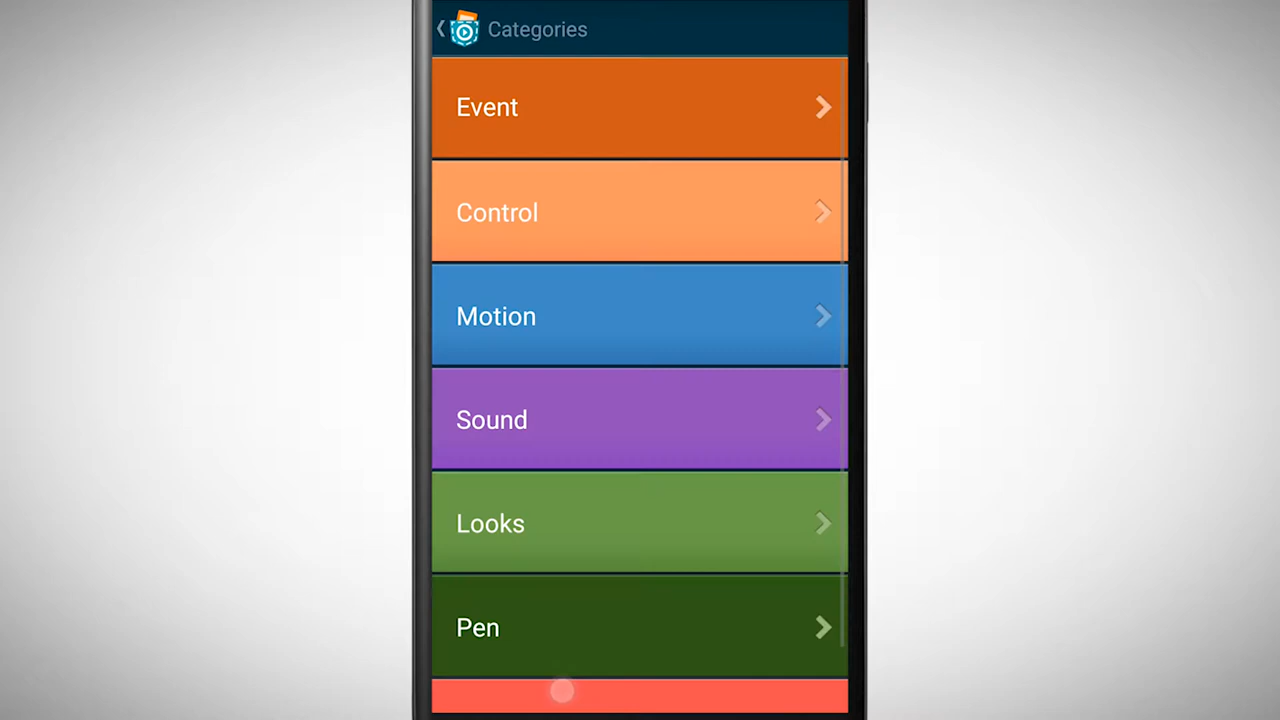 Categories
Event
Control
Motion
Sound
Looks
Pen